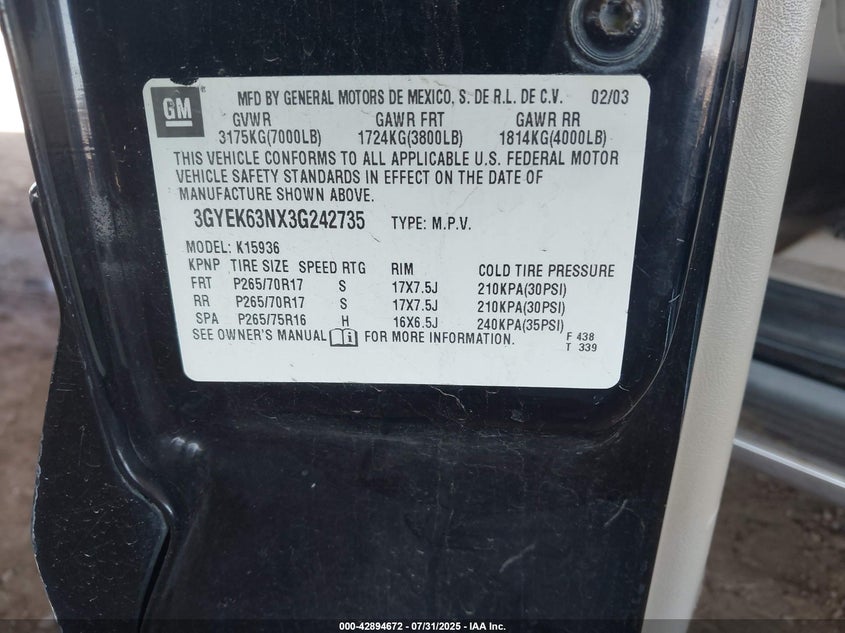 GM
MFD BY GENERAL MOTORS DE MEXICO, S. DE R.L. DE C.V. 02/03
GVWR GAWR FRT GAWR RR
3175KG(7000LB) 1724KG(3800LB) 1814KG(4000LB)
THIS VEHICLE CONFORMS TO ALL APPLICABLE U.S. FEDERAL MOTOR
VEHICLE SAFETY STANDARDS IN EFFECT ON THE DATE OF
MANUFACTURE SHOWN ABOVE.
3GYEK63NX3G242735 TYPE: M.P.V.
MODEL: K15936
KPNP TIRE SIZE SPEED RTG RIM COLD TIRE PRESSURE
FRT P265/70R17 S 17X7.5J 210KPA(30PSI)
RR P265/70R17 S 17X7.5J 210KPA(30PSI)
SPA P265/75R16 H 16X6.5J 240KPA(35PSI)
SEE OWNER'S MANUAL FOR MORE INFORMATION. F 438
T 339
000-42894672 - 07/31/2025 - IAA Inc.